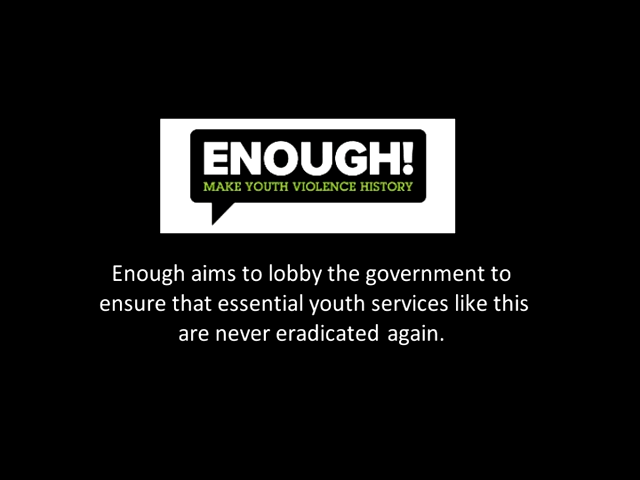 ENOUGH!
MAKE YOUTH VIOLENCE HISTORY
Enough aims to lobby the government to
ensure that essential youth services like this
are never eradicated again.